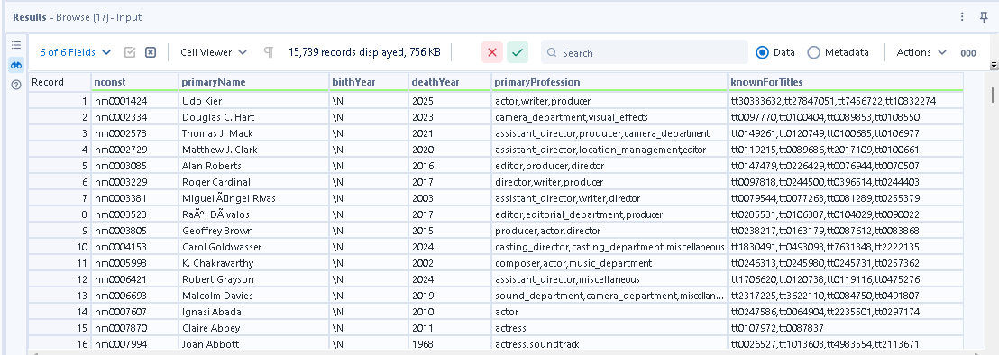 Results - Browse (17) - Input
6 of 6 Fields Cell Viewer 15,739 records displayed, 756 KB Search Data Metadata Actions 000
Record nconst primaryName birthYear deathYear primaryProfession knownForTitles
1 nm0001424 Udo Kier \N 2025 actor,writer,producer tt30333632,tt27847051,tt7456722,tt10832274
2 nm0002334 Douglas C. Hart \N 2023 camera_department,visual_effects tt0097770,tt0100404,tt0089853,tt0108550
3 nm0002578 Thomas J. Mack \N 2021 assistant_director,producer,camera_department tt0149261,tt0120749,tt0100685,tt0106977
4 nm0002729 Matthew J. Clark \N 2020 assistant_director,location_management,editor tt0119215,tt0089686,tt2017109,tt0100661
5 nm0003085 Alan Roberts \N 2016 editor,producer,director tt0147479,tt0226429,tt0076944,tt0070507
6 nm0003229 Roger Cardinal \N 2017 director,writer,producer tt0097818,tt0244500,tt0396514,tt0244403
7 nm0003381 Miguel Ã\u0081ngel Rivas \N 2003 assistant_director,writer,director tt0079544,tt0077263,tt0081289,tt0255379
8 nm0003528 RaÃºl DÃ¡valos \N 2017 editor,editorial_department,producer tt0285531,tt0106387,tt0104029,tt0090022
9 nm0003805 Geoffrey Brown \N 2015 producer,actor,director tt0238217,tt0163179,tt0087612,tt0083868
10 nm0004153 Carol Goldwasser \N 2024 casting_director,casting_department,miscellaneous tt1830491,tt0493093,tt7631348,tt2222135
11 nm0005998 K. Chakravarthy \N 2002 composer,actor,music_department tt0246313,tt0245980,tt0245731,tt0257362
12 nm0006421 Robert Grayson \N 2024 assistant_director,miscellaneous tt1706620,tt0120738,tt0119116,tt0475276
13 nm0006693 Malcolm Davies \N 2019 sound_department,camera_department,miscellan... tt2317225,tt3622110,tt0084750,tt0491807
14 nm0007607 Ignasi Abadal \N 2010 actor tt0247586,tt0064904,tt2235501,tt0297174
15 nm0007870 Claire Abbey \N 2011 actress tt0107972,tt0087837
16 nm0007994 Joan Abbott \N 1968 actress,soundtrack tt0026527,tt1013603,tt4983554,tt2113671